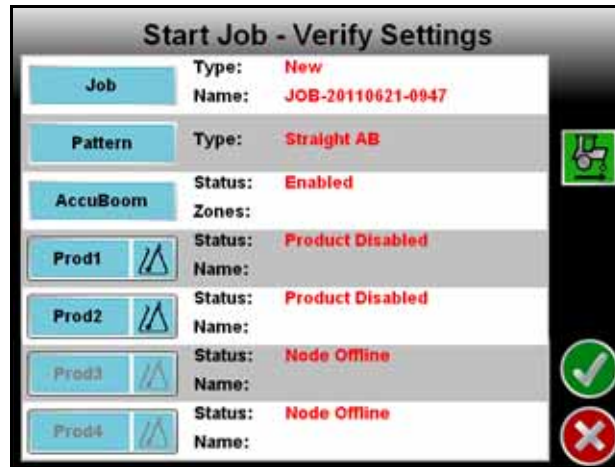 Start Job - Verify Settings
Job
Type: New
Name: JOB-20110621-0947
Pattern
Type: Straight AB
AccuBoom
Status: Enabled
Zones:
Prod1
Status: Product Disabled
Name:
Prod2
Status: Product Disabled
Name:
Prod3
Status: Node Offline
Name:
Prod4
Status: Node Offline
Name: